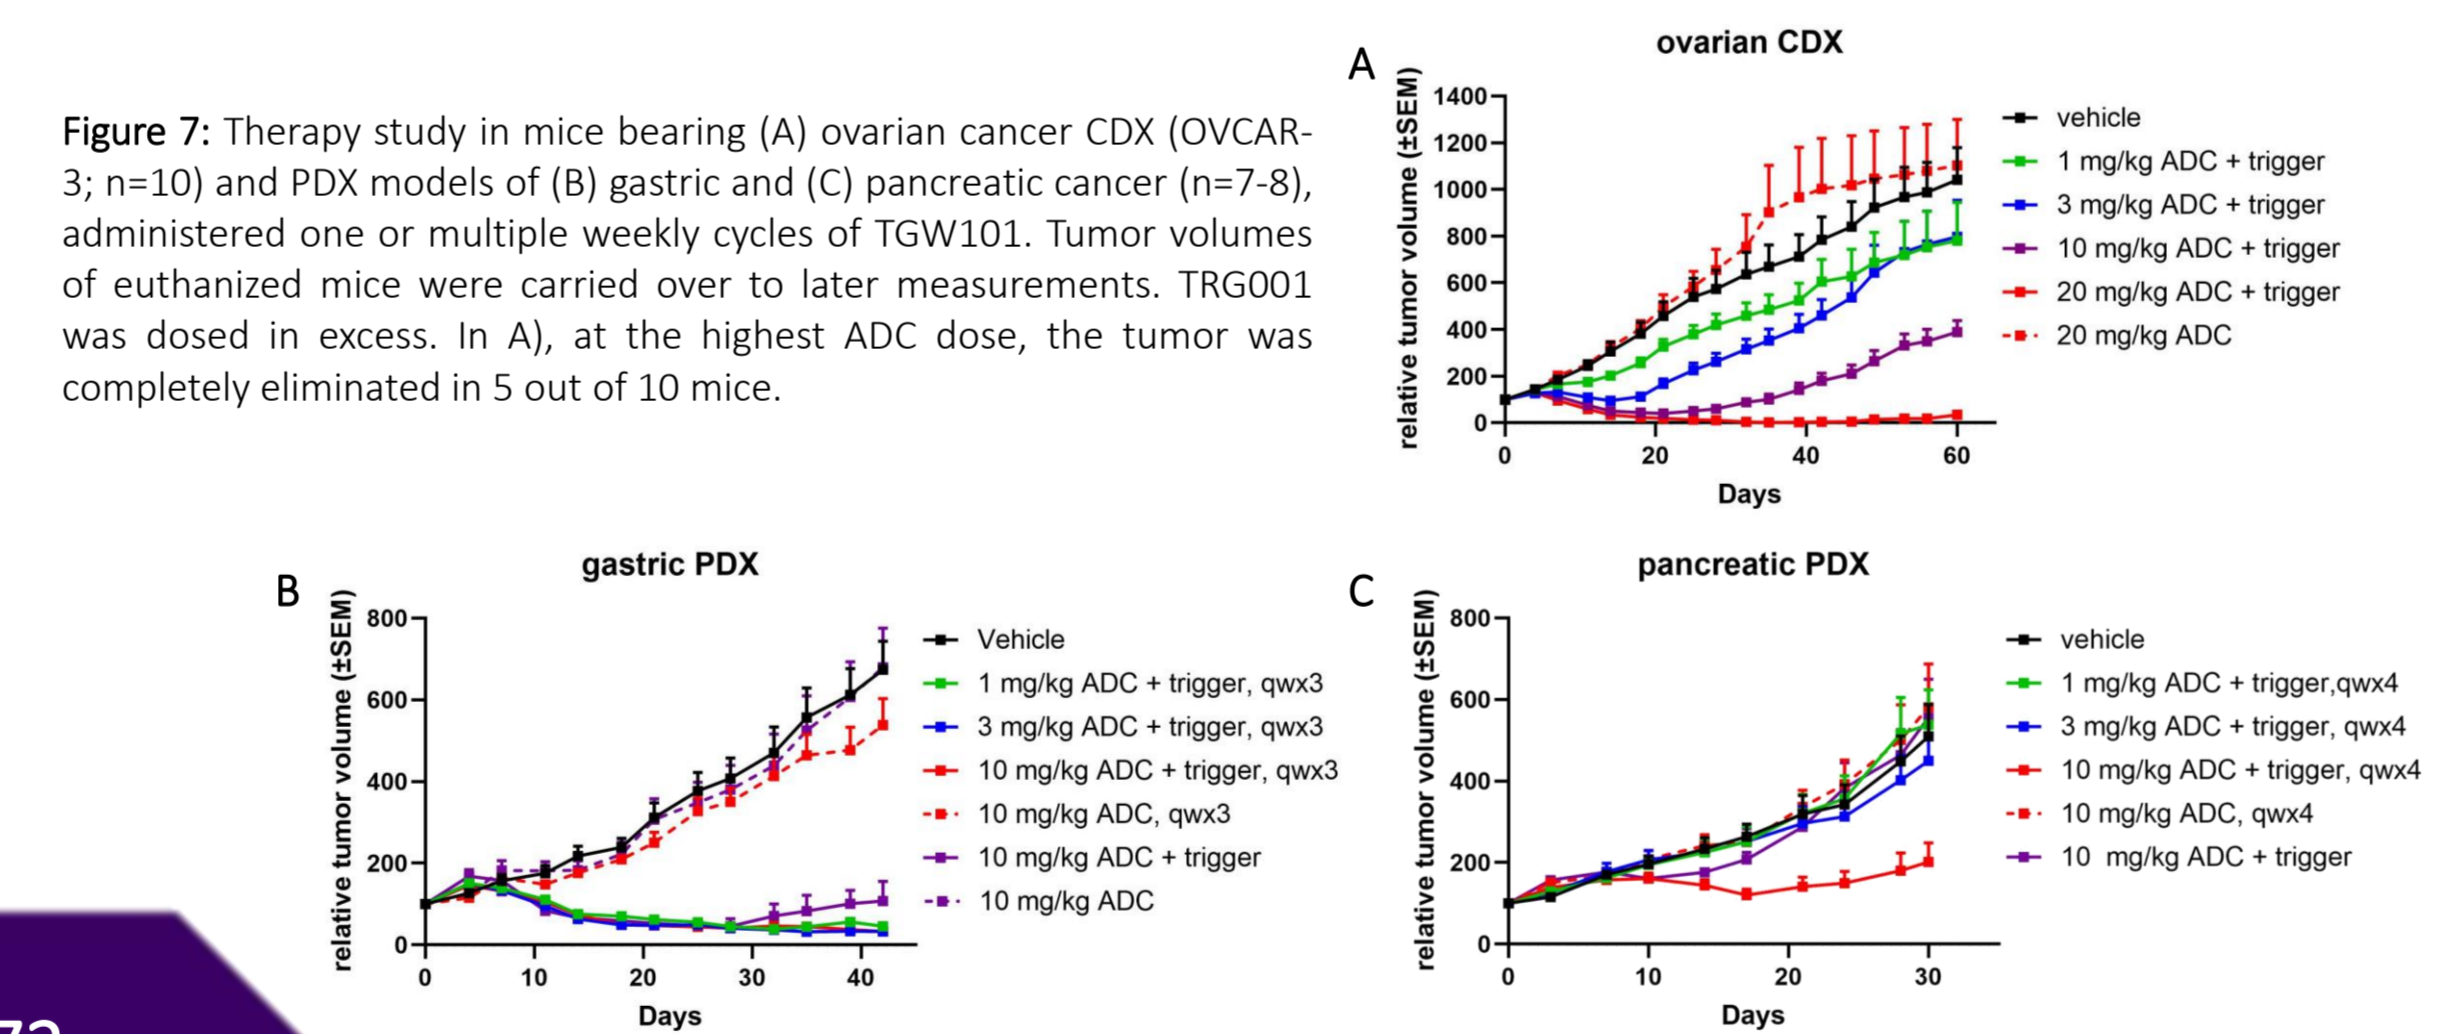 Figure 7: Therapy study in mice bearing (A) ovarian cancer CDX (OVCAR-
3; n=10) and PDX models of (B) gastric and (C) pancreatic cancer (n=7-8),
administered one or multiple weekly cycles of TGW101. Tumor volumes
of euthanized mice were carried over to later measurements. TRG001
was dosed in excess. In A), at the highest ADC dose, the tumor was
completely eliminated in 5 out of 10 mice.
A
ovarian CDX
relative tumor volume (±SEM)
1400
1200
1000
800
600
400
200
0
0 20 40 60
Days
vehicle
1 mg/kg ADC + trigger
3 mg/kg ADC + trigger
10 mg/kg ADC + trigger
20 mg/kg ADC + trigger
20 mg/kg ADC
B
gastric PDX
relative tumor volume (±SEM)
800
600
400
200
0
0 10 20 30 40
Days
Vehicle
1 mg/kg ADC + trigger, qwx3
3 mg/kg ADC + trigger, qwx3
10 mg/kg ADC + trigger, qwx3
10 mg/kg ADC, qwx3
10 mg/kg ADC + trigger
10 mg/kg ADC
C
pancreatic PDX
relative tumor volume (±SEM)
800
600
400
200
0
0 10 20 30
Days
vehicle
1 mg/kg ADC + trigger,qwx4
3 mg/kg ADC + trigger, qwx4
10 mg/kg ADC + trigger, qwx4
10 mg/kg ADC, qwx4
10 mg/kg ADC + trigger